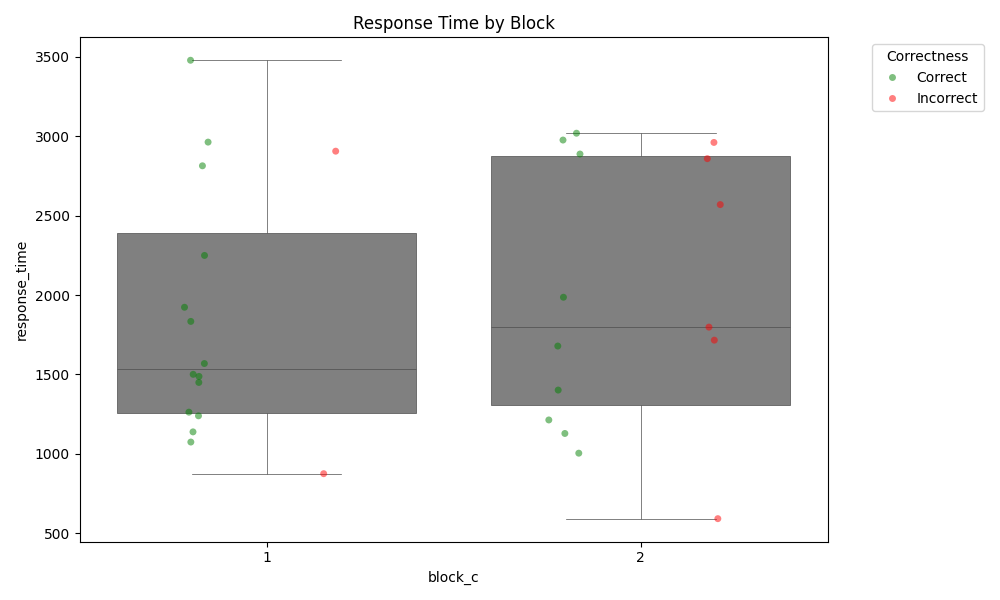 Response Time by Block
Correctness
Correct
Incorrect
response_time
3500
3000
2500
2000
1500
1000
500
1
2
block_c